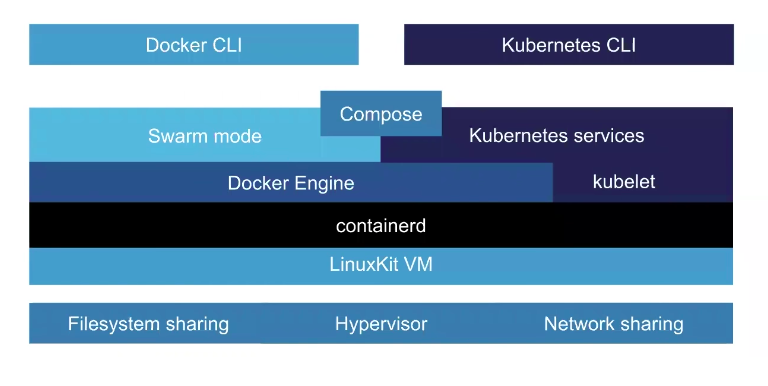 Docker CLI
Kubernetes CLI
Compose
Swarm mode
Kubernetes services
Docker Engine
kubelet
containerd
LinuxKit VM
Filesystem sharing
Hypervisor
Network sharing